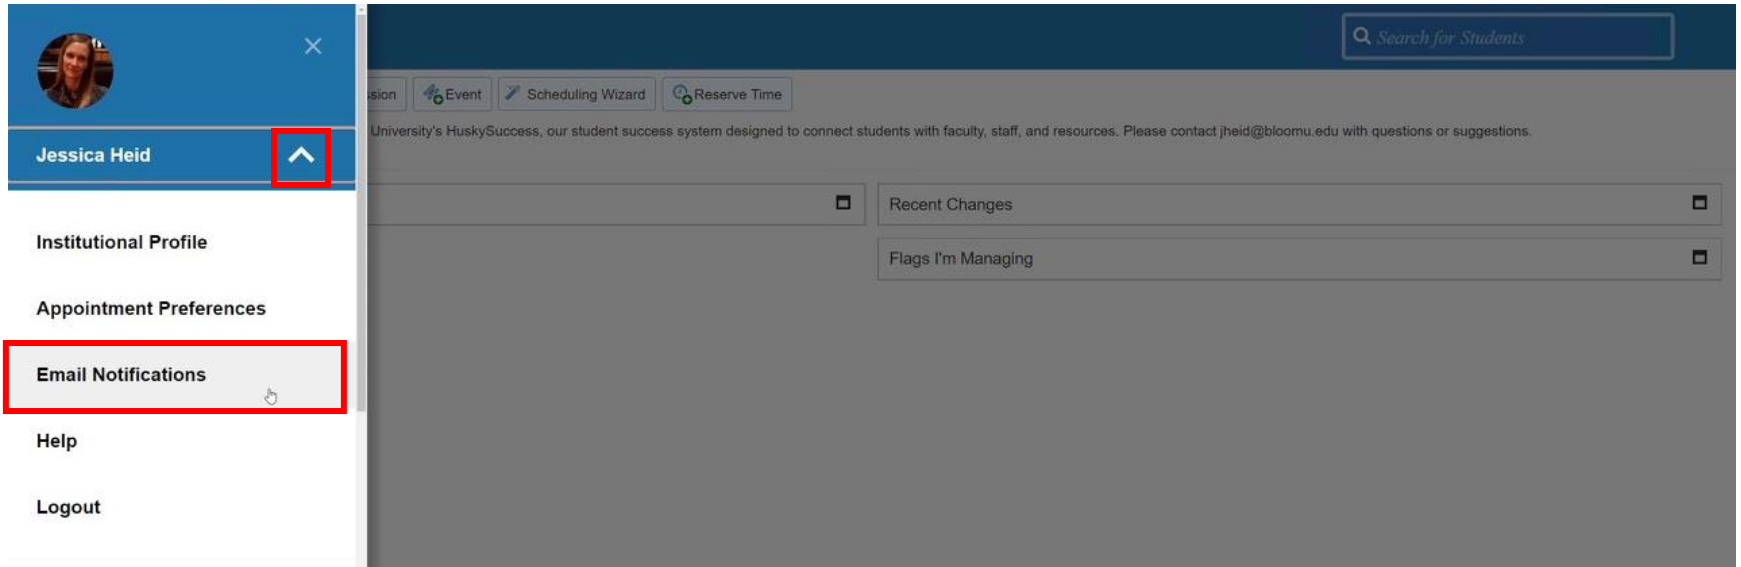 Search for Students
ssion
Event
Scheduling Wizard
Reserve Time
University's HuskySuccess, our student success system designed to connect students with faculty, staff, and resources. Please contact jheid@bloomu.edu with questions or suggestions.
Jessica Heid
Recent Changes
Flags I'm Managing
Institutional Profile
Appointment Preferences
Email Notifications
Help
Logout